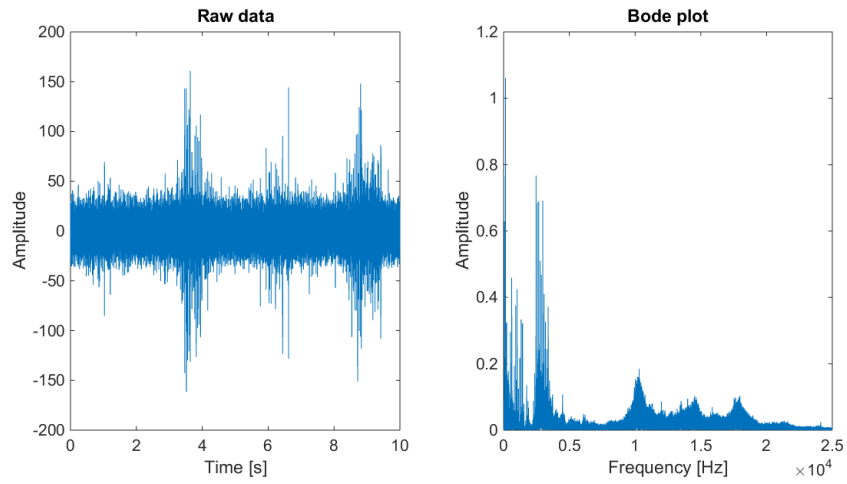 Raw data
Amplitude
200
150
100
50
0
-50
-100
-150
-200
0 2 4 6 8 10
Time [s]
Bode plot
Amplitude
1.2
1
0.8
0.6
0.4
0.2
0
0 0.5 1 1.5 2 2.5
Frequency [Hz]
×10⁴